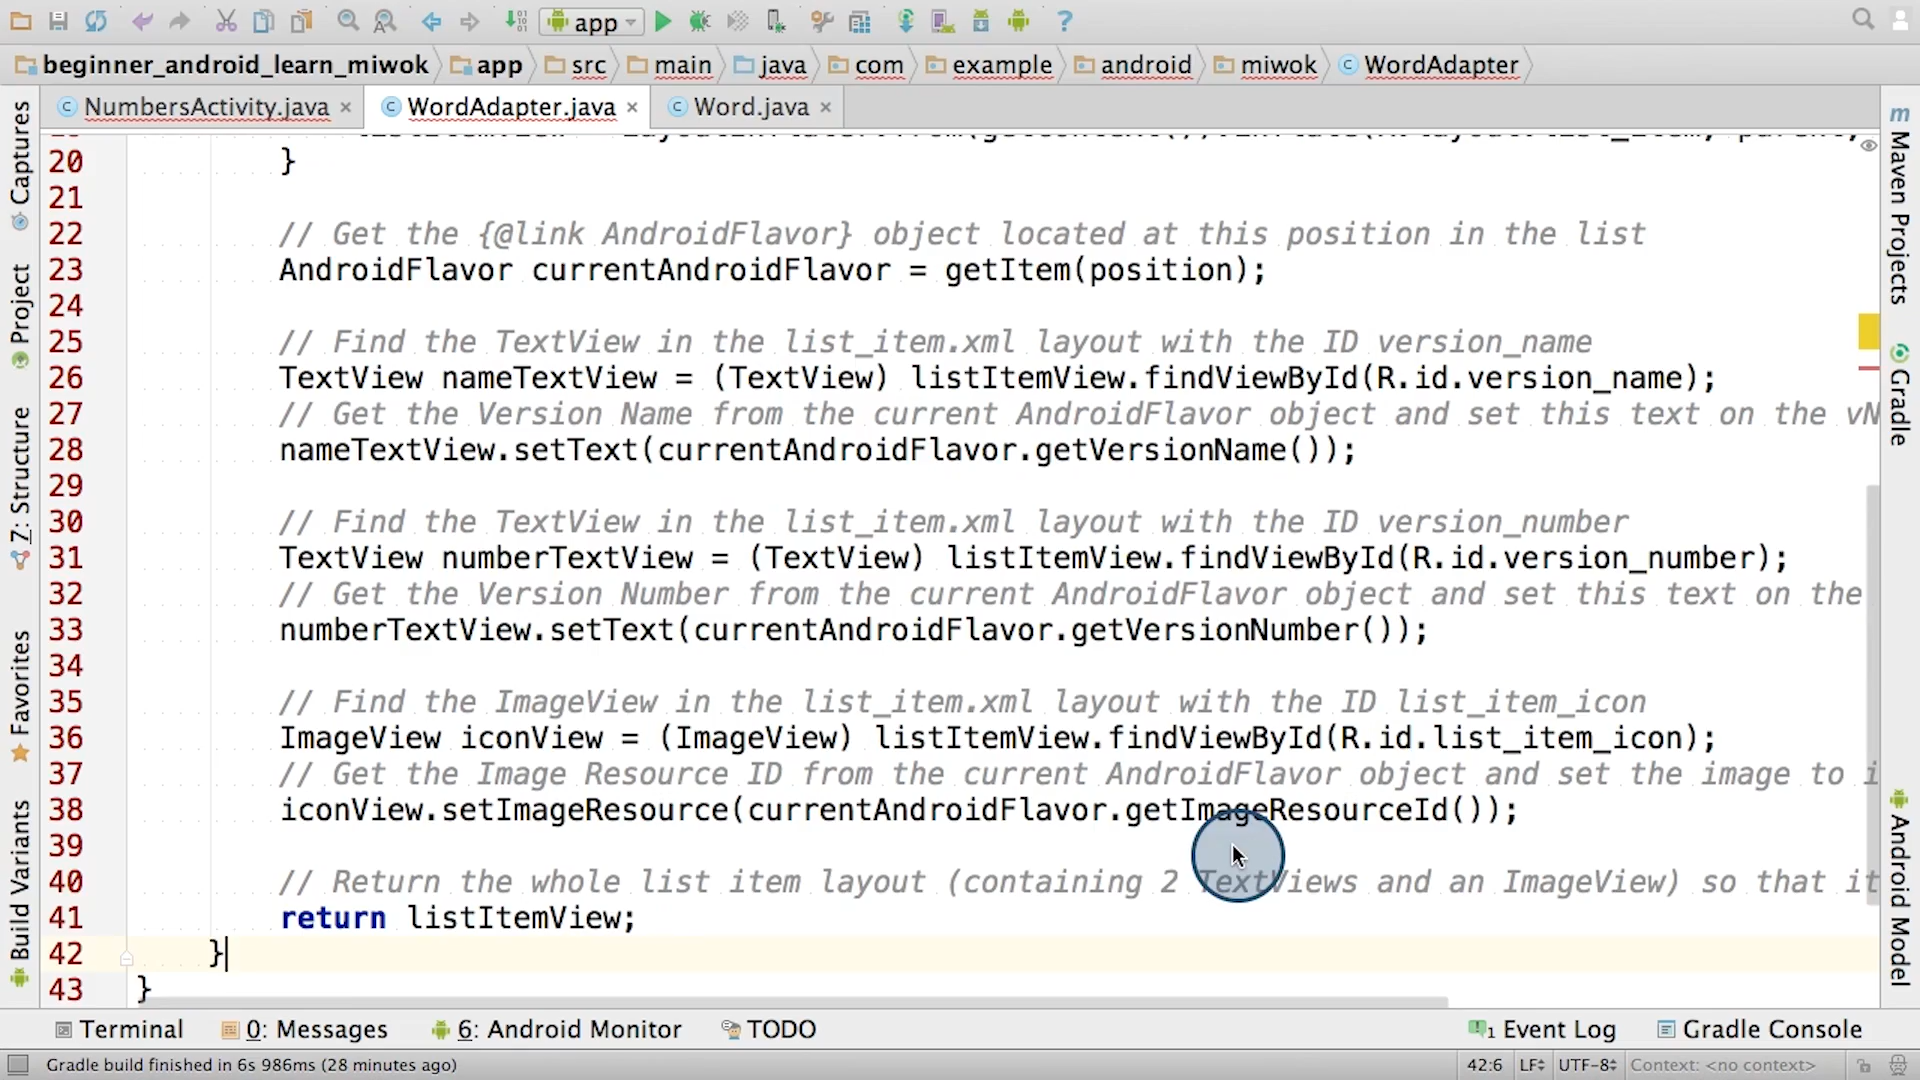 app
beginner_android_learn_miwok app src main java com example android miwok WordAdapter
NumbersActivity.java WordAdapter.java Word.java
20 }
21
22 // Get the {@link AndroidFlavor} object located at this position in the list
23 AndroidFlavor currentAndroidFlavor = getItem(position);
24
25 // Find the TextView in the list_item.xml layout with the ID version_name
26 TextView nameTextView = (TextView) listItemView.findViewById(R.id.version_name);
27 // Get the Version Name from the current AndroidFlavor object and set this text on the
28 nameTextView.setText(currentAndroidFlavor.getVersionName());
29
30 // Find the TextView in the list_item.xml layout with the ID version_number
31 TextView numberTextView = (TextView) listItemView.findViewById(R.id.version_number);
32 // Get the Version Number from the current AndroidFlavor object and set this text on the
33 numberTextView.setText(currentAndroidFlavor.getVersionNumber());
34
35 // Find the ImageView in the list_item.xml layout with the ID list_item_icon
36 ImageView iconView = (ImageView) listItemView.findViewById(R.id.list_item_icon);
37 // Get the Image Resource ID from the current AndroidFlavor object and set the image to i
38 iconView.setImageResource(currentAndroidFlavor.getImageResourceId());
39
40 // Return the whole list item layout (containing 2 TextViews and an ImageView) so that it
41 return listItemView;
42 }
43 }
Captures
Project
7: Structure
Favorites
Build Variants
Maven Projects
Gradle
Android Model
Terminal 0: Messages 6: Android Monitor TODO 1 Event Log Gradle Console
Gradle build finished in 6s 986ms (28 minutes ago) 42:6 LF UTF-8 Context: <no context>